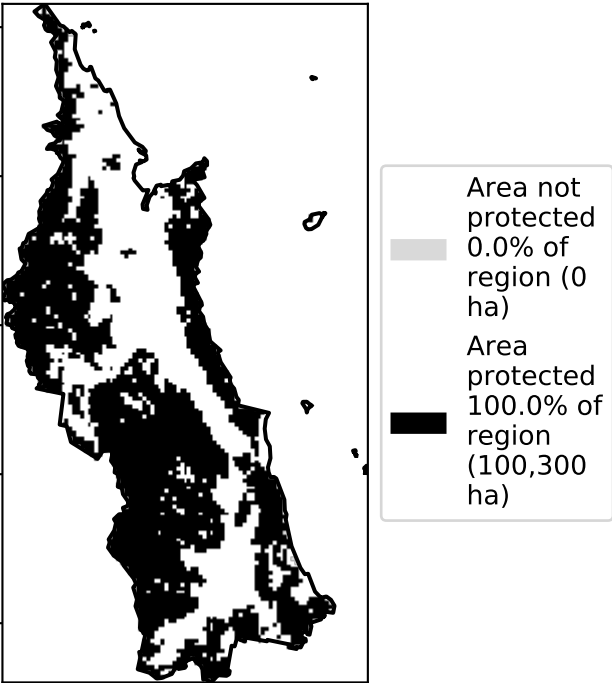 Area not
protected
0.0% of
region (0
ha)
Area
protected
100.0% of
region
(100,300
ha)